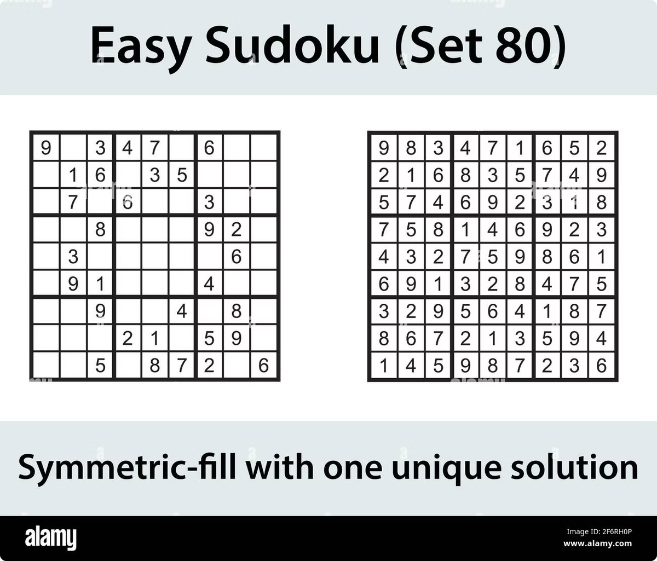 Easy Sudoku (Set 80)
9 3 4 7 6
1 6 3 5
7 6 3
8 9 2
3 6
9 1 4
9 4 8
2 1 5 9
5 8 7 2 6
9 8 3 4 7 1 6 5 2
2 1 6 8 3 5 7 4 9
5 7 4 6 9 2 3 1 8
7 5 8 1 4 6 9 2 3
4 3 2 7 5 9 8 6 1
6 9 1 3 2 8 4 7 5
3 2 9 5 6 4 1 8 7
8 6 7 2 1 3 5 9 4
1 4 5 9 8 7 2 3 6
Symmetric-fill with one unique solution
alamy
Image ID: 2F6RH0P
www.alamy.com